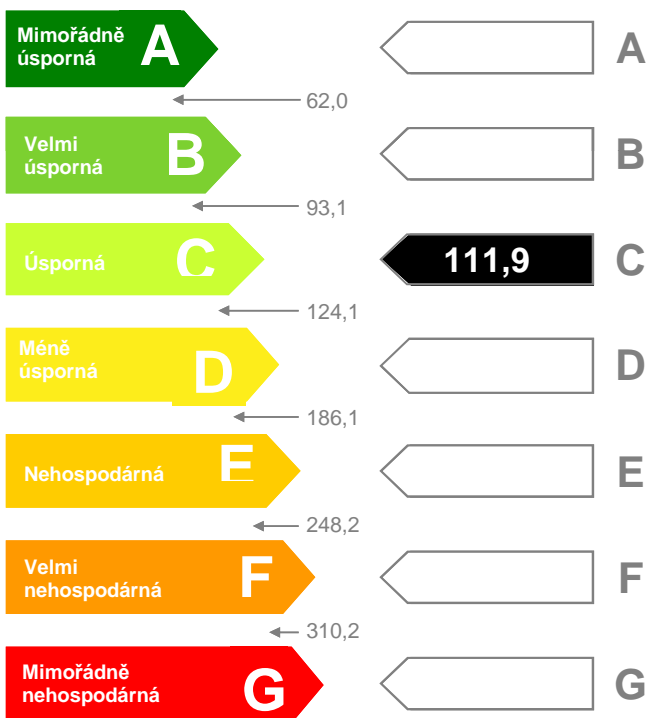 Mimořádně
úsporná
A
A
62,0
Velmi
úsporná
B
B
93,1
Úsporná
C
111,9
C
124,1
Méně
úsporná
D
D
186,1
Nehospodárná
E
E
248,2
Velmi
nehospodárná
F
F
310,2
Mimořádně
nehospodárná
G
G